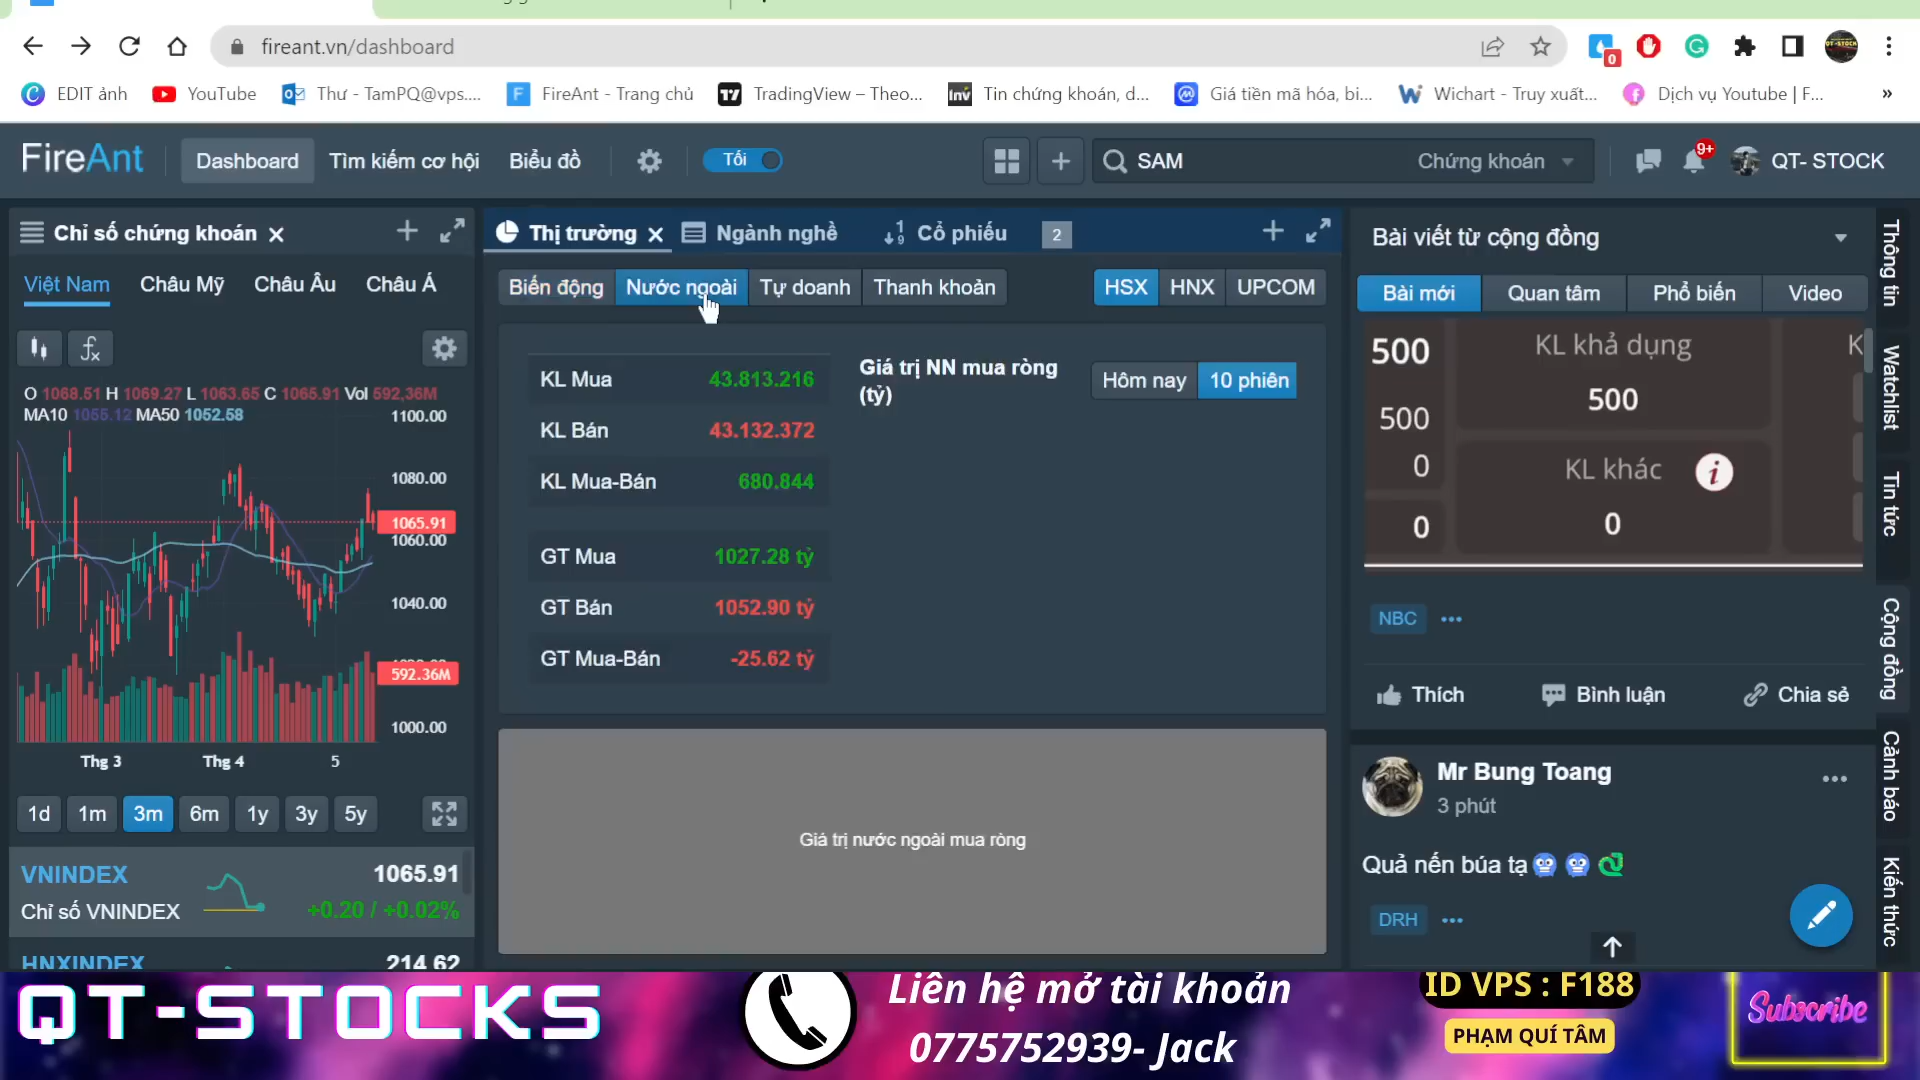 fireant.vn/dashboard
0
EDIT ảnh
YouTube
Thư - TamPQ@vps....
FireAnt - Trang chủ
TradingView – Theo...
Tin chứng khoán, d...
Giá tiền mã hóa, bi...
Wichart - Truy xuất...
Dịch vụ Youtube | F...
»
FireAnt
Dashboard
Tìm kiếm cơ hội
Biểu đồ
Tối
SAM
Chứng khoán
9+
QT- STOCK
Chỉ số chứng khoán
Việt Nam
Châu Mỹ
Châu Âu
Châu Á
O 1068.51 H 1069.27 L 1063.65 C 1065.91 Vol 592,36M
MA10 1055.12 MA50 1052.58
1100.00
1080.00
1065.91
1060.00
1040.00
592.36M
1000.00
Thg 3
Thg 4
5
1d
1m
3m
6m
1y
3y
5y
VNINDEX
1065.91
Chỉ số VNINDEX
+0.20 / +0.02%
HNXINDEX
214.62
Thị trường
Ngành nghề
Cổ phiếu
2
Biến động
Nước ngoài
Tự doanh
Thanh khoản
HSX
HNX
UPCOM
KL Mua 43.813.216
KL Bán 43.132.372
KL Mua-Bán 680.844
GT Mua 1027.28 tỷ
GT Bán 1052.90 tỷ
GT Mua-Bán -25.62 tỷ
Giá trị NN mua ròng
(tỷ)
Hôm nay
10 phiên
Giá trị nước ngoài mua ròng
Bài viết từ cộng đồng
Bài mới
Quan tâm
Phổ biến
Video
500
KL khả dụng
K
500
500
0
KL khác
0
0
NBC
Thích
Bình luận
Chia sẻ
Mr Bung Toang
3 phút
Quả nến búa tạ
DRH
Thông tin
Watchlist
Tin tức
Cộng đồng
Cảnh báo
Kiến thức
QT-STOCKS
Liên hệ mở tài khoản
0775752939- Jack
ID VPS : F188
PHẠM QUÍ TÂM
Subscribe